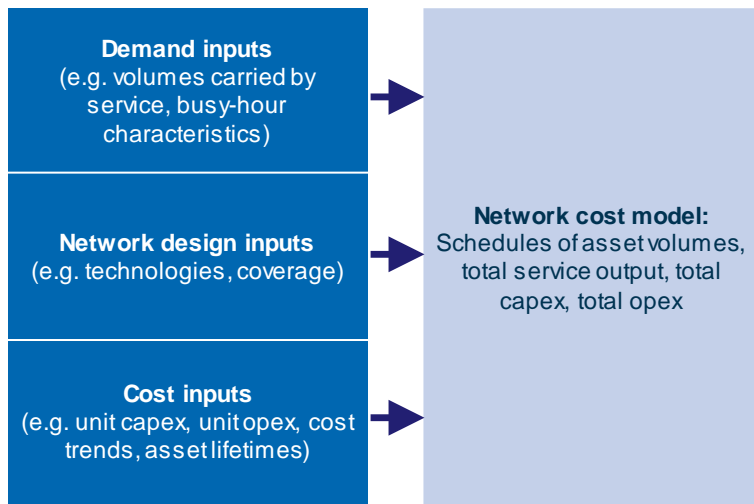 Demand inputs
(e.g. volumes carried by
service, busy-hour
characteristics)
Network design inputs
(e.g. technologies, coverage)
Cost inputs
(e.g. unit capex, unit opex, cost
trends, asset lifetimes)
Network cost model:
Schedules of asset volumes,
total service output, total
capex, total opex